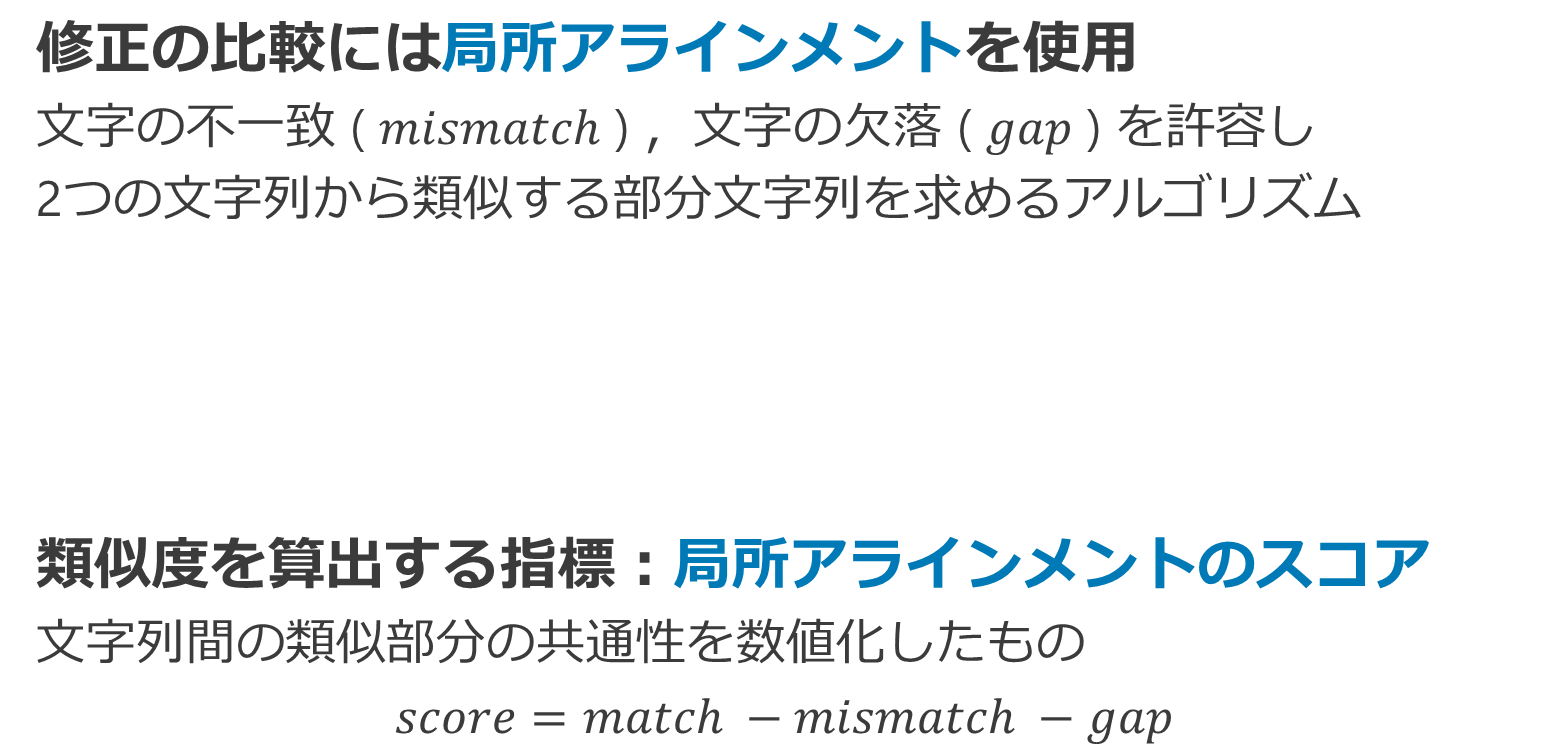 修正の比較には局所アラインメントを使用
文字の不一致 ( mismatch ) ，文字の欠落 ( gap ) を許容し
2つの文字列から類似する部分文字列を求めるアルゴリズム
類似度を算出する指標：局所アラインメントのスコア
文字列間の類似部分の共通性を数値化したもの
score = match − mismatch − gap